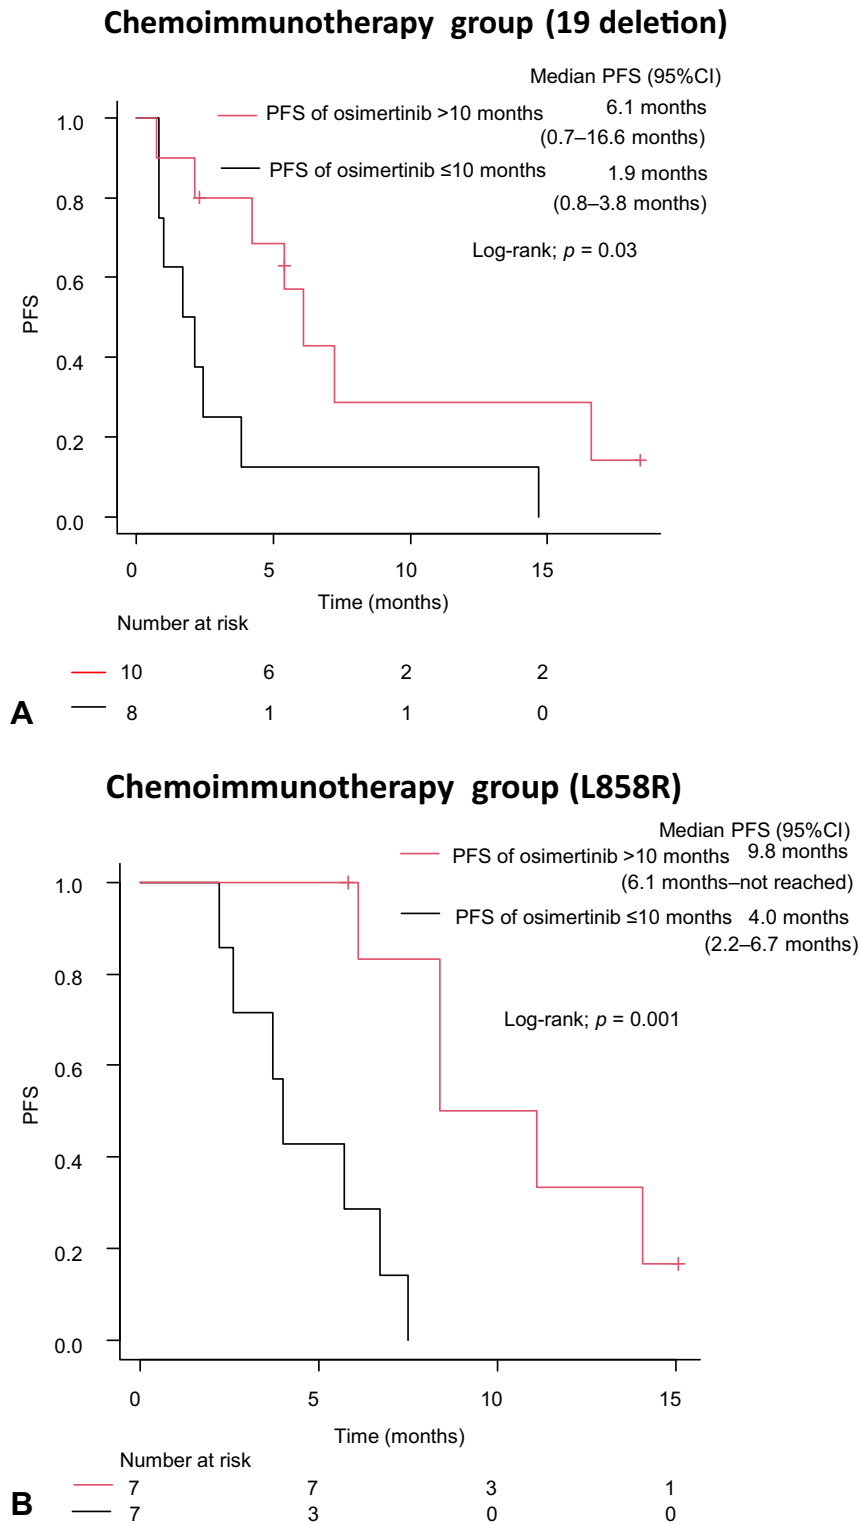 Chemoimmunotherapy group (19 deletion)
Median PFS (95%CI)
PFS of osimertinib >10 months 6.1 months
(0.7–16.6 months)
PFS of osimertinib ≤10 months 1.9 months
(0.8–3.8 months)
Log-rank; p = 0.03
PFS
1.0
0.8
0.6
0.4
0.2
0.0
0 5 10 15
Time (months)
Number at risk
10 6 2 2
8 1 1 0
A
Chemoimmunotherapy group (L858R)
Median PFS (95%CI)
PFS of osimertinib >10 months 9.8 months
(6.1 months–not reached)
PFS of osimertinib ≤10 months 4.0 months
(2.2–6.7 months)
Log-rank; p = 0.001
PFS
1.0
0.8
0.6
0.4
0.2
0.0
0 5 10 15
Time (months)
Number at risk
7 7 3 1
7 3 0 0
B